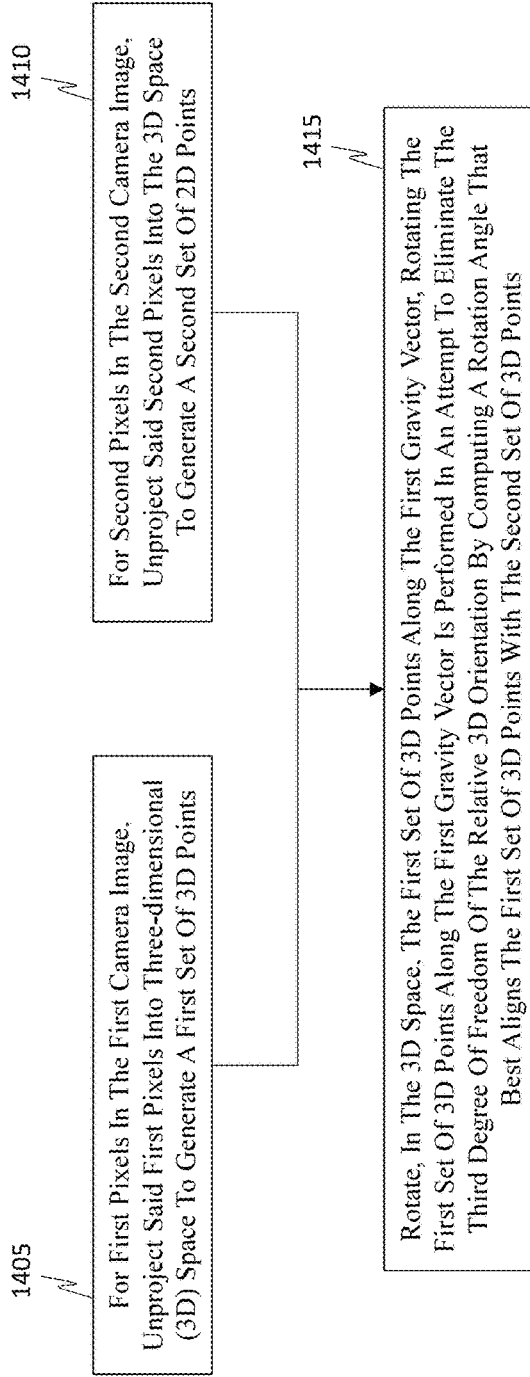 1405
For First Pixels In The First Camera Image,
Unproject Said First Pixels Into Three-dimensional
(3D) Space To Generate A First Set Of 3D Points
1410
For Second Pixels In The Second Camera Image,
Unproject Said Second Pixels Into The 3D Space
To Generate A Second Set Of 2D Points
1415
Rotate, In The 3D Space, The First Set Of 3D Points Along The First Gravity Vector, Rotating The
First Set Of 3D Points Along The First Gravity Vector Is Performed In An Attempt To Eliminate The
Third Degree Of Freedom Of The Relative 3D Orientation By Computing A Rotation Angle That
Best Aligns The First Set Of 3D Points With The Second Set Of 3D Points